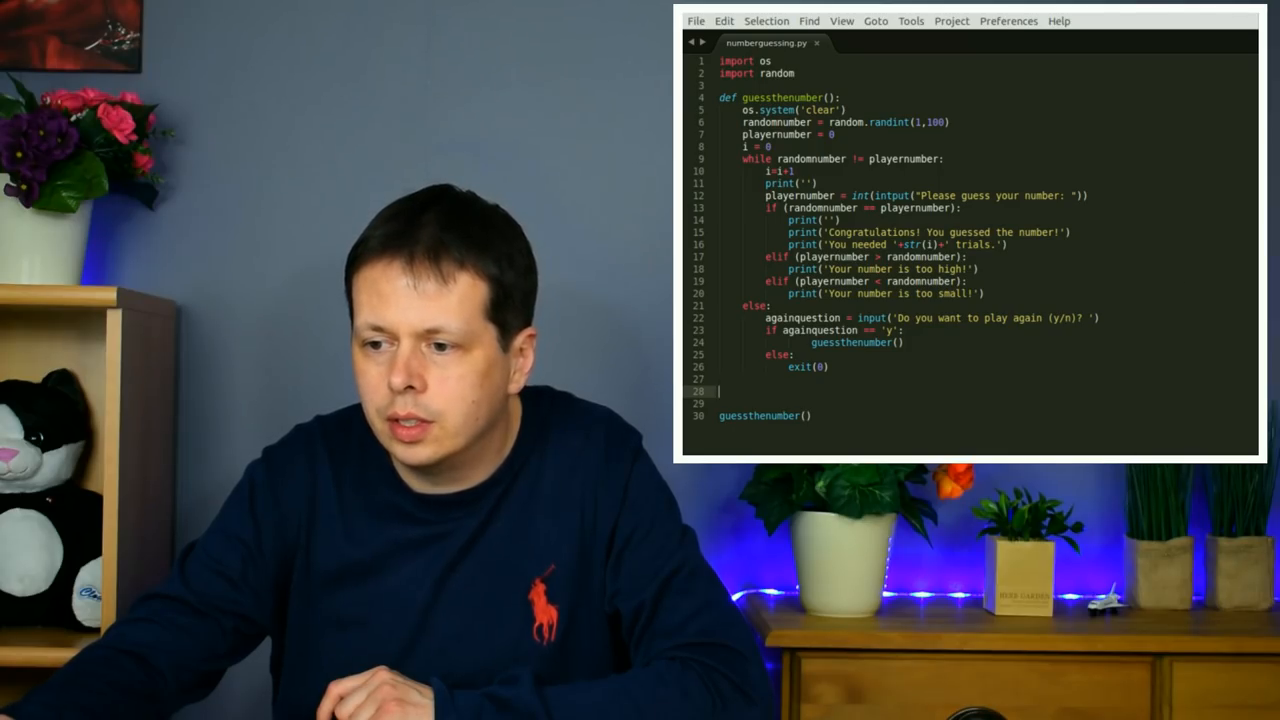 File Edit Selection Find View Goto Tools Project Preferences Help
numberguessing.py ×
1 import os
2 import random
3
4 def guessthenumber():
5 os.system('clear')
6 randomnumber = random.randint(1,100)
7 playernumber = 0
8 i = 0
9 while randomnumber != playernumber:
10 i=i+1
11 print('')
12 playernumber = int(intput("Please guess your number: "))
13 if (randomnumber == playernumber):
14 print('')
15 print('Congratulations! You guessed the number!')
16 print('You needed '+str(i)+' trials.')
17 elif (playernumber > randomnumber):
18 print('Your number is too high!')
19 elif (playernumber < randomnumber):
20 print('Your number is too small!')
21 else:
22 againquestion = input('Do you want to play again (y/n)? ')
23 if againquestion == 'y':
24 guessthenumber()
25 else:
26 exit(0)
27
28
29
30 guessthenumber()
HERB GARDEN